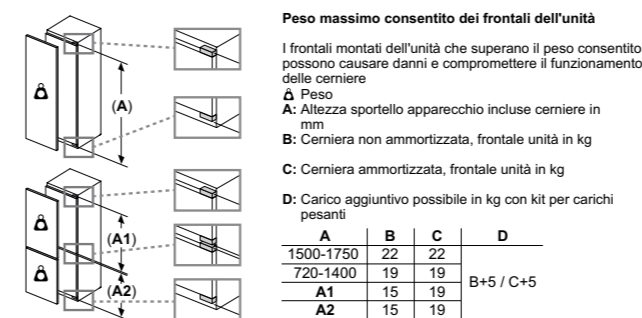 Peso massimo consentito dei frontali dell'unità
I frontali montati dell'unità che superano il peso consentito
possono causare danni e compromettere il funzionamento
delle cerniere
Peso
A: Altezza sportello apparecchio incluse cerniere in
mm
B: Cerniera non ammortizzata, frontale unità in kg
C: Cerniera ammortizzata, frontale unità in kg
D: Carico aggiuntivo possibile in kg con kit per carichi
pesanti
A B C D
1500-1750 22 22
720-1400 19 19
A1 15 19
A2 15 19
B+5 / C+5
(A)
(A1)
(A2)